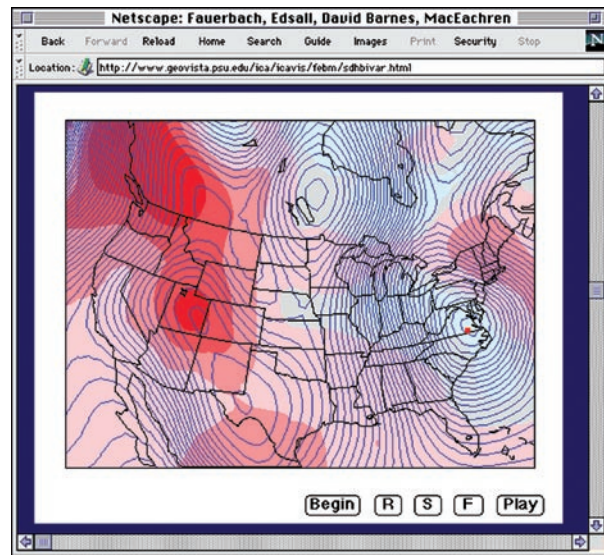 Netscape: Fauerbach, Edsall, David Barnes, MacEachren
Back Forward Reload Home Search Guide Images Print Security Stop N
Location: http://www.geovista.psu.edu/ica/icavis/febm/sdhbivar.html
Begin R S F Play